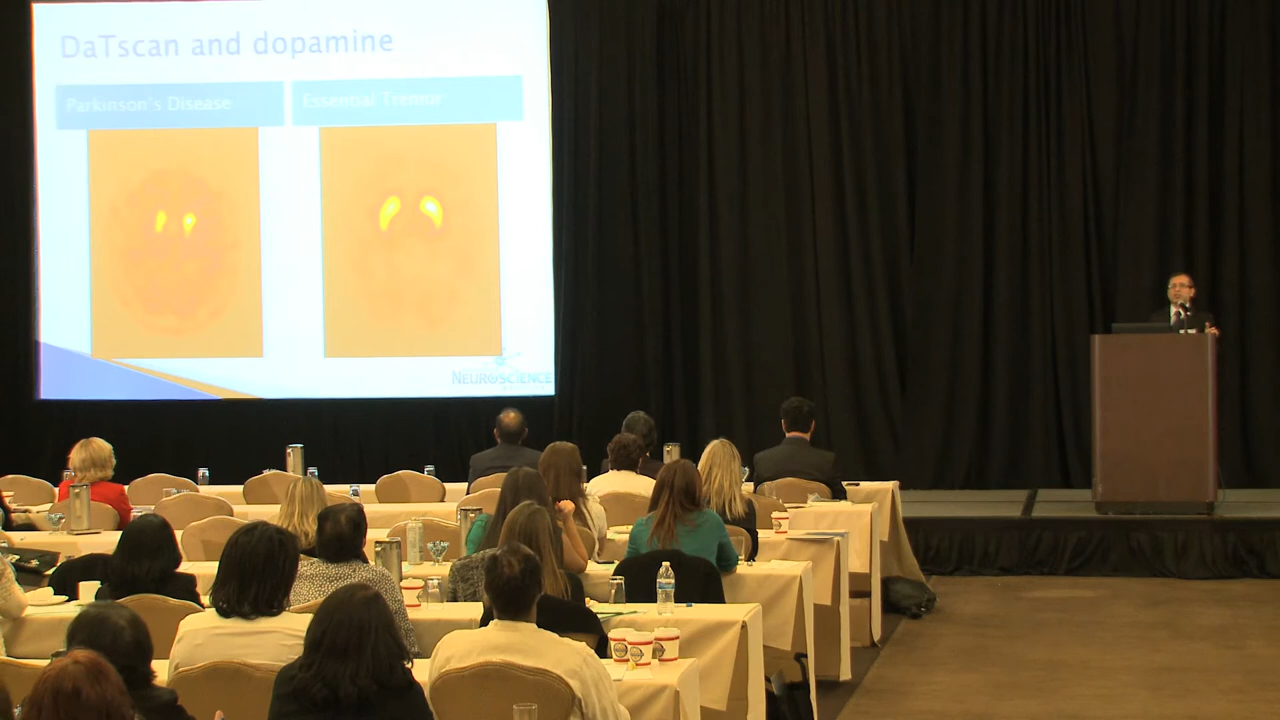 DaTscan and dopamine
Parkinson's Disease
Essential Tremor
NEUROSCIENCE